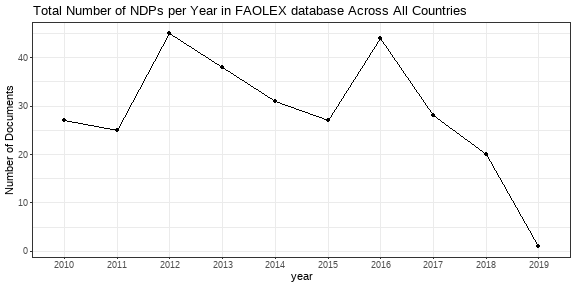 Total Number of NDPs per Year in FAOLEX database Across All Countries
Number of Documents
40
30
20
10
0
2010 2011 2012 2013 2014 2015 2016 2017 2018 2019
year